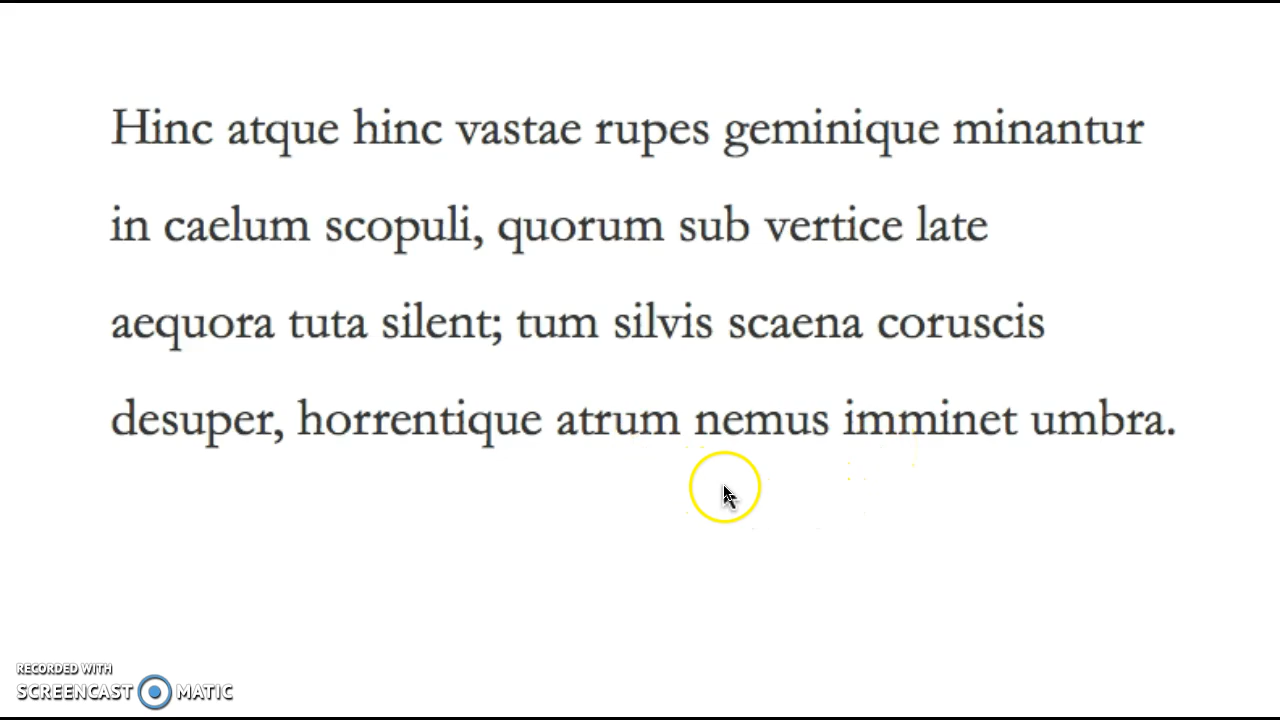 Hinc atque hinc vastae rupes geminique minantur
in caelum scopuli, quorum sub vertice late
aequora tuta silent; tum silvis scaena coruscis
desuper, horrentique atrum nemus imminet umbra.
RECORDED WITH
SCREENCAST MATIC